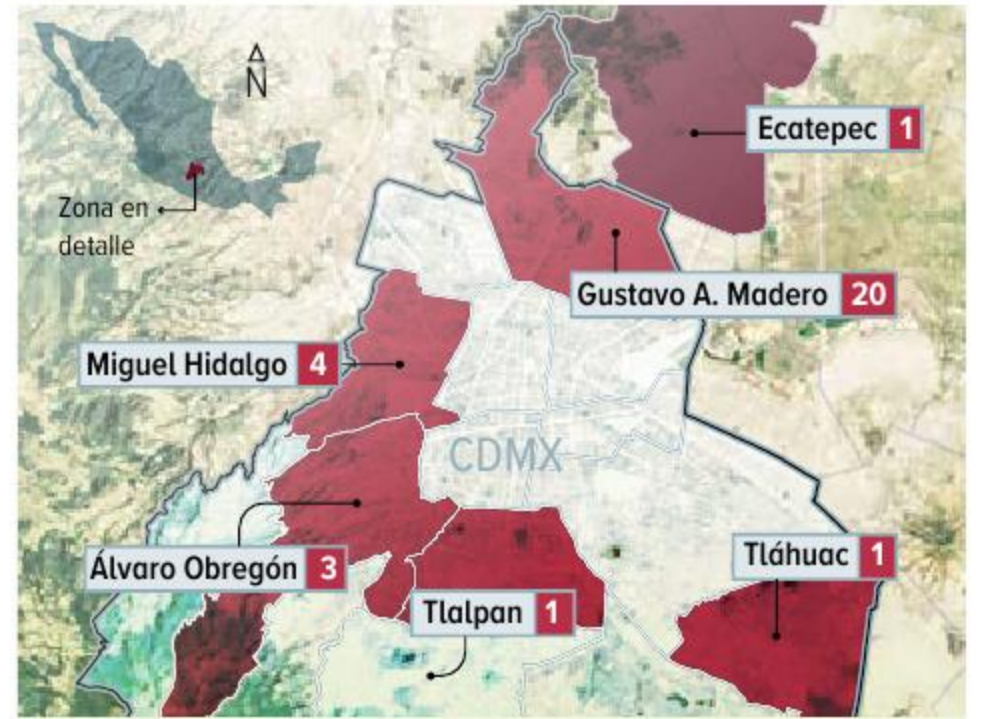 N
Zona en
detalle
Ecatepec 1
Gustavo A. Madero 20
Miguel Hidalgo 4
CDMX
Álvaro Obregón 3
Tláhuac 1
Tlalpan 1